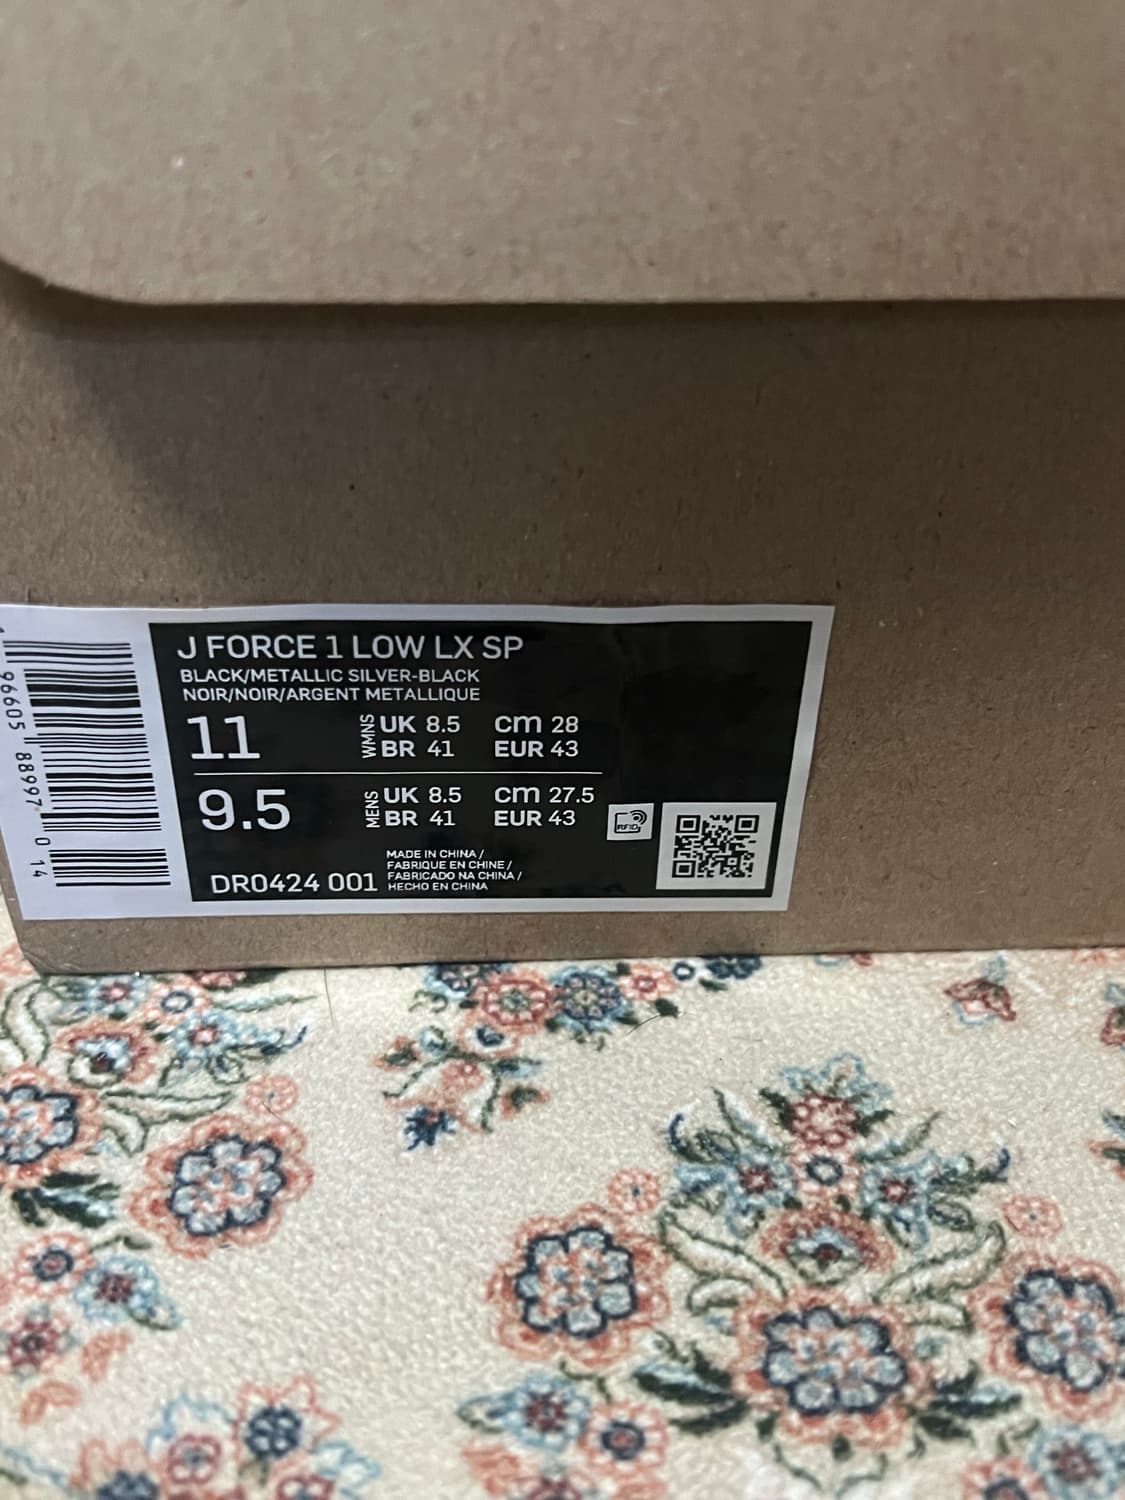 J FORCE 1 LOW LX SP
BLACK/METALLIC SILVER-BLACK
NOIR/NOIR/ARGENT METALLIQUE
11 WMNS UK 8.5 cm 28
BR 41 EUR 43
9.5 MENS UK 8.5 cm 27.5
BR 41 EUR 43
RFID
MADE IN CHINA /
FABRIQUE EN CHINE /
FABRICADO NA CHINA /
HECHO EN CHINA
DR0424 001
96605 88997 0 14